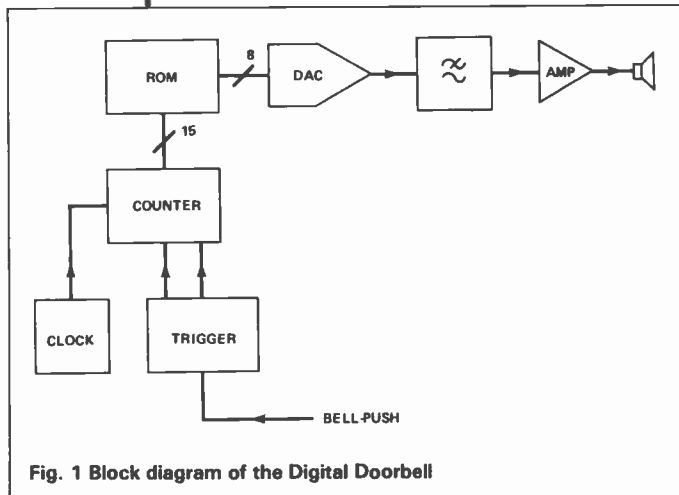 ROM
8
DAC
AMP
15
COUNTER
CLOCK
TRIGGER
BELL-PUSH
Fig. 1 Block diagram of the Digital Doorbell